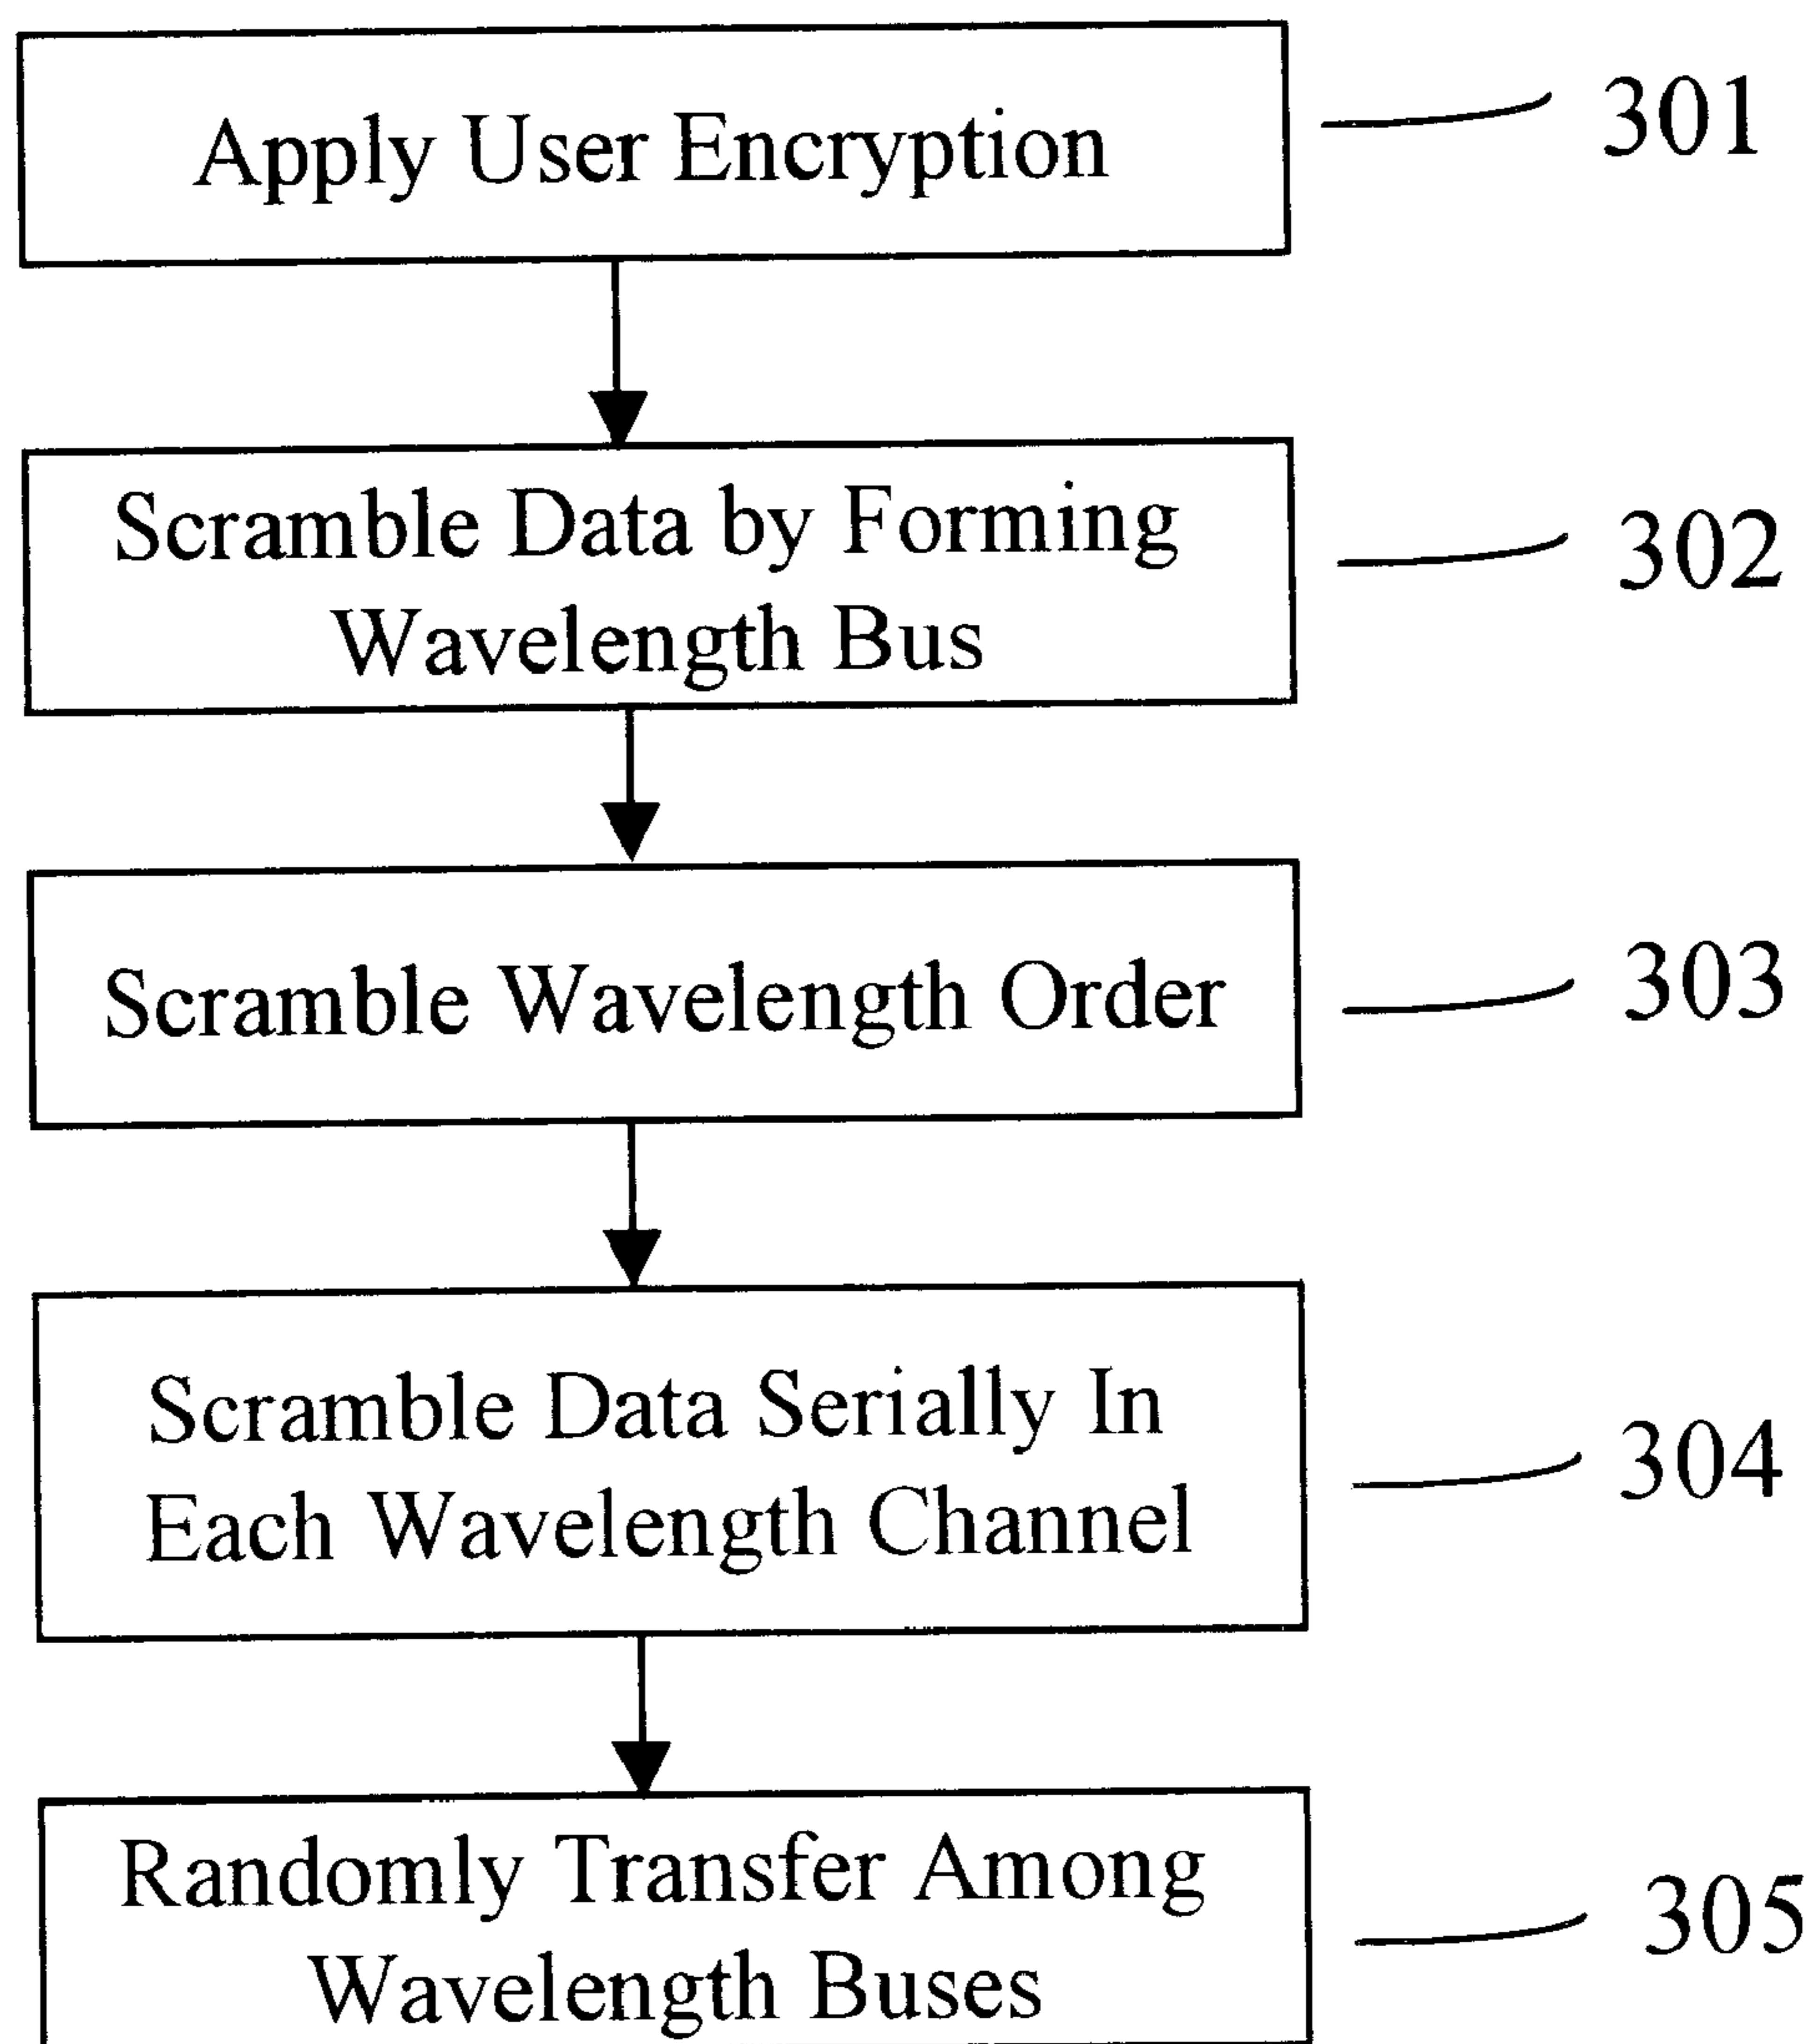 Apply User Encryption
301
Scramble Data by Forming
Wavelength Bus
302
Scramble Wavelength Order
303
Scramble Data Serially In
Each Wavelength Channel
304
Randomly Transfer Among
Wavelength Buses
305